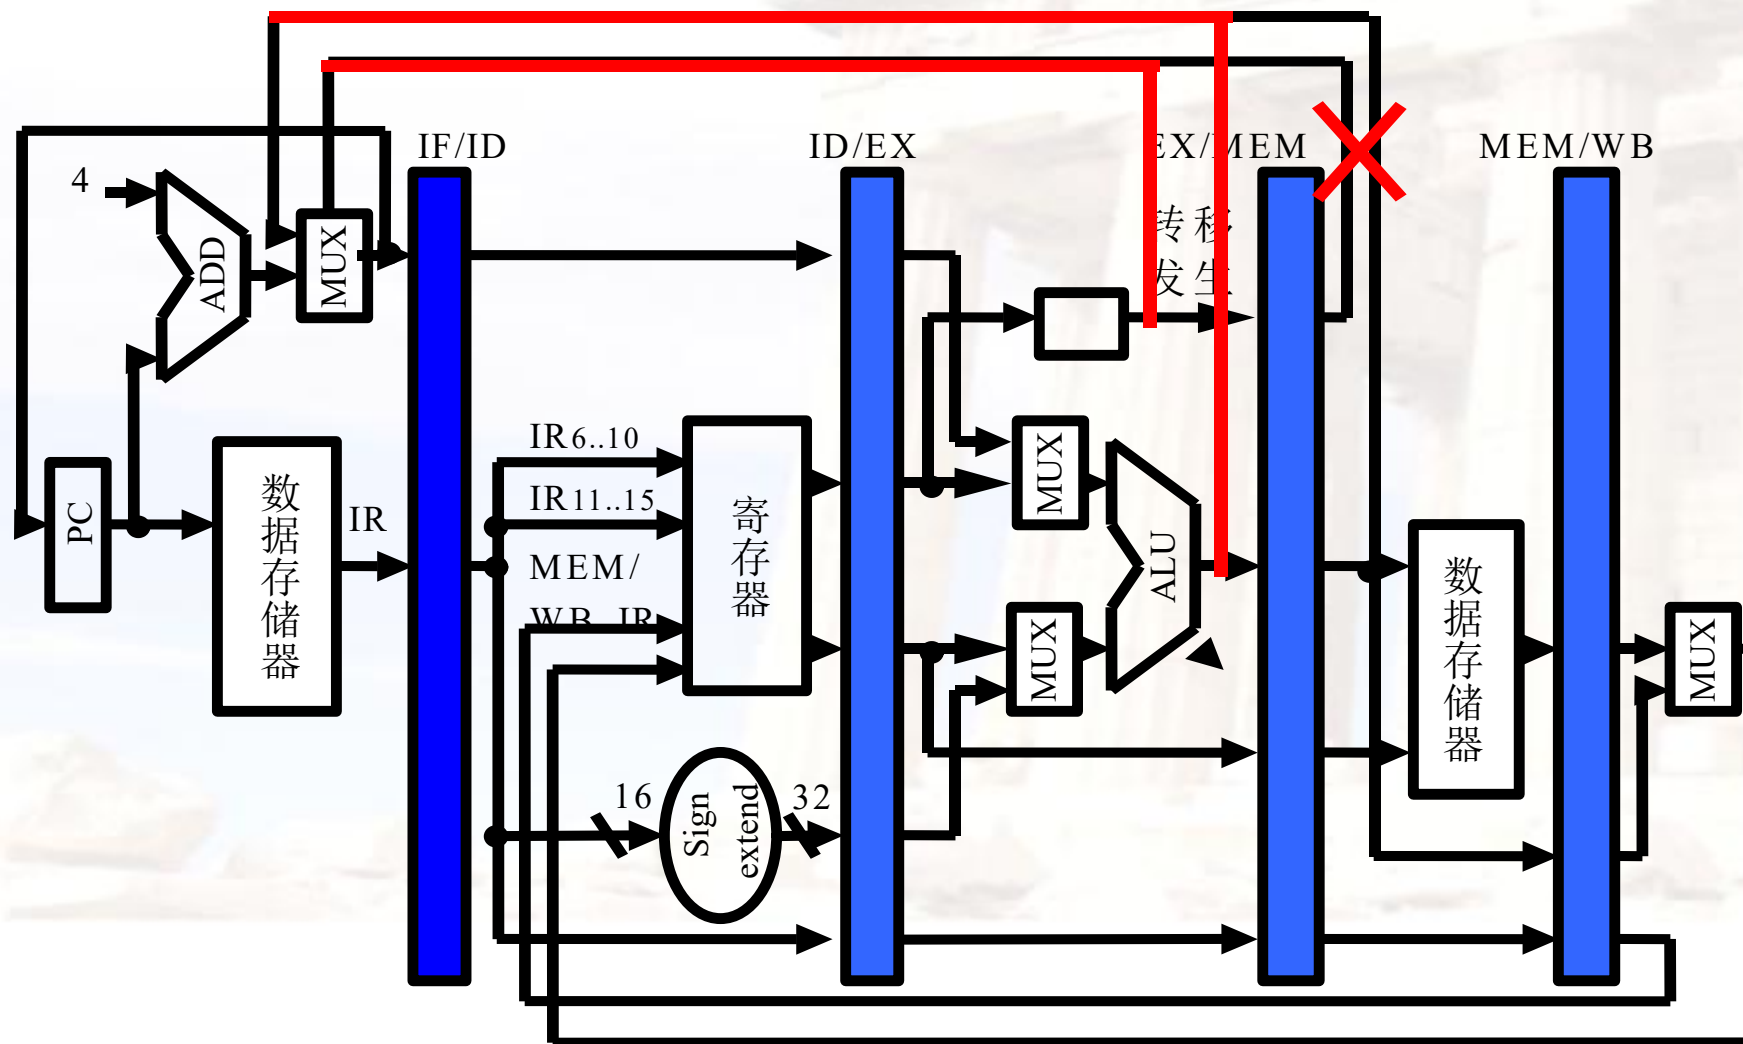 IF/ID
ID/EX
EX/MEM
MEM/WB
4
ADD
MUX
转移
发生
PC
数据存储器
IR
IR6..10
IR11..15
MEM/
WB IR
寄存器
MUX
MUX
ALU
数据存储器
MUX
16
Sign
extend
32